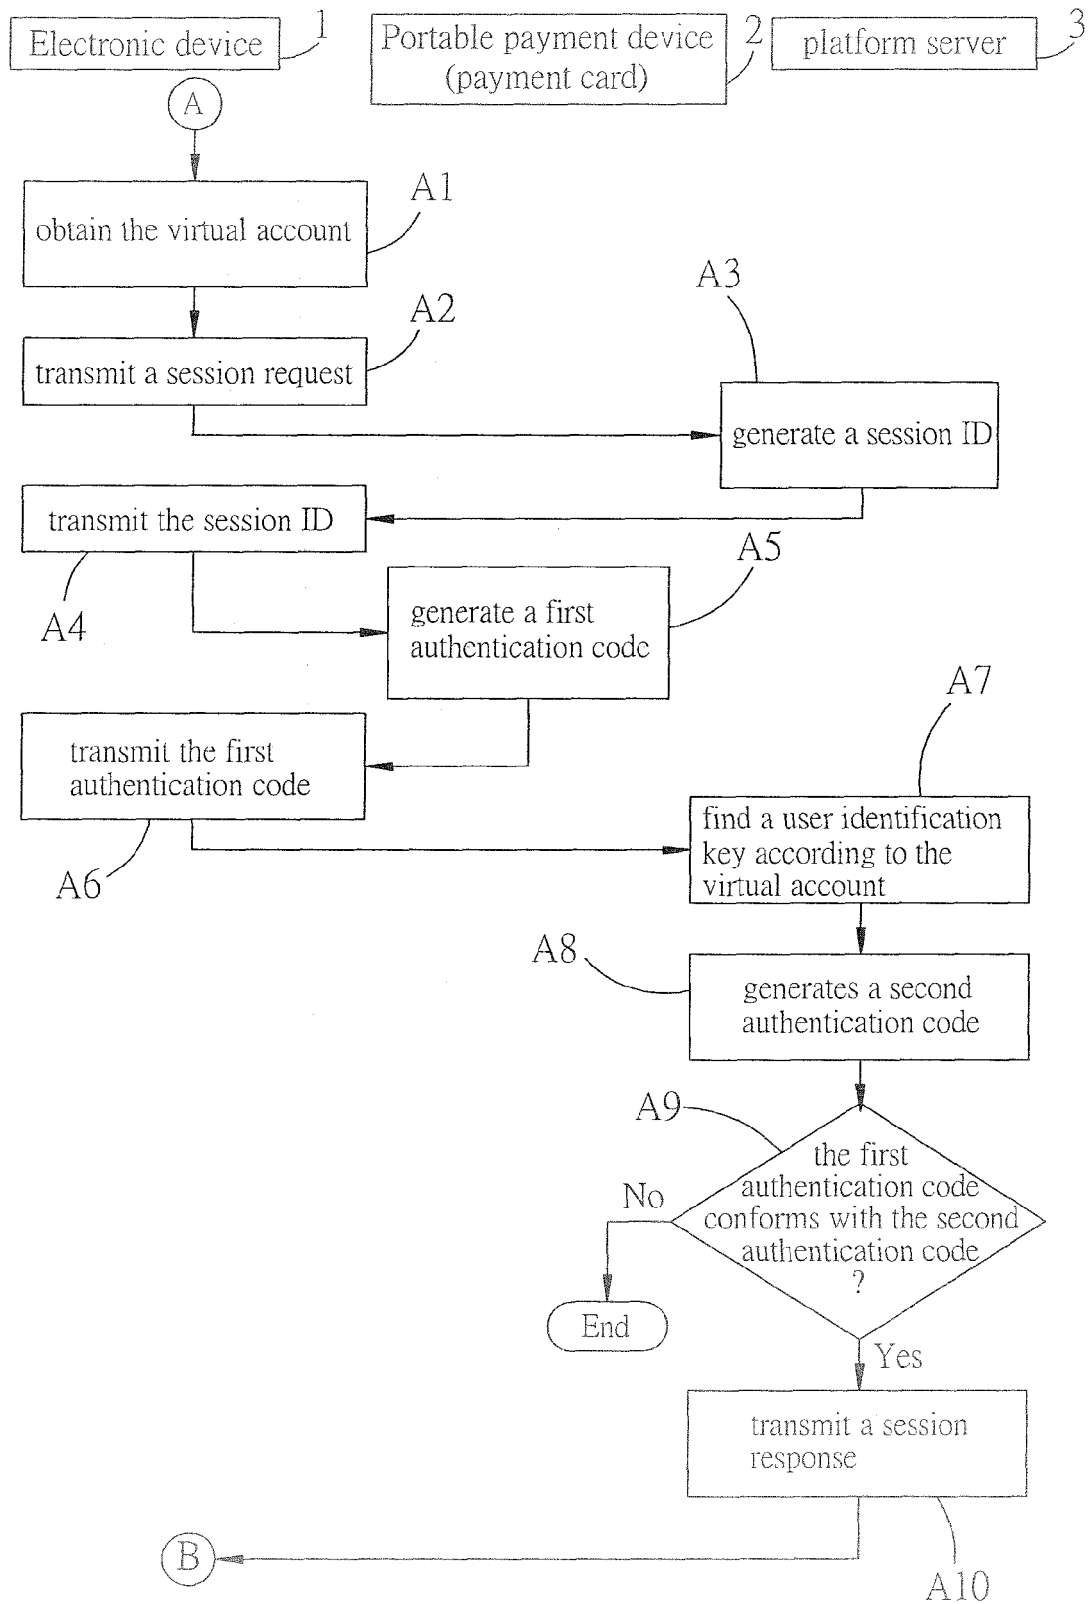 Electronic device
1
Portable payment device
(payment card)
2
platform server
3
A
obtain the virtual account
A1
transmit a session request
A2
A3
generate a session ID
transmit the session ID
A4
A5
generate a first
authentication code
transmit the first
authentication code
A6
A7
find a user identification
key according to the
virtual account
A8
generates a second
authentication code
A9
the first
authentication code
conforms with the second
authentication code
?
No
End
Yes
transmit a session
response
A10
B